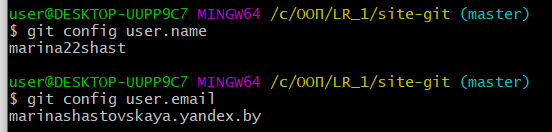 user@DESKTOP-UUPP9C7 MINGW64 /c/ООП/LR_1/site-git (master)
$ git config user.name
marina22shast
user@DESKTOP-UUPP9C7 MINGW64 /c/ООП/LR_1/site-git (master)
$ git config user.email
marinashastovskaya.yandex.by